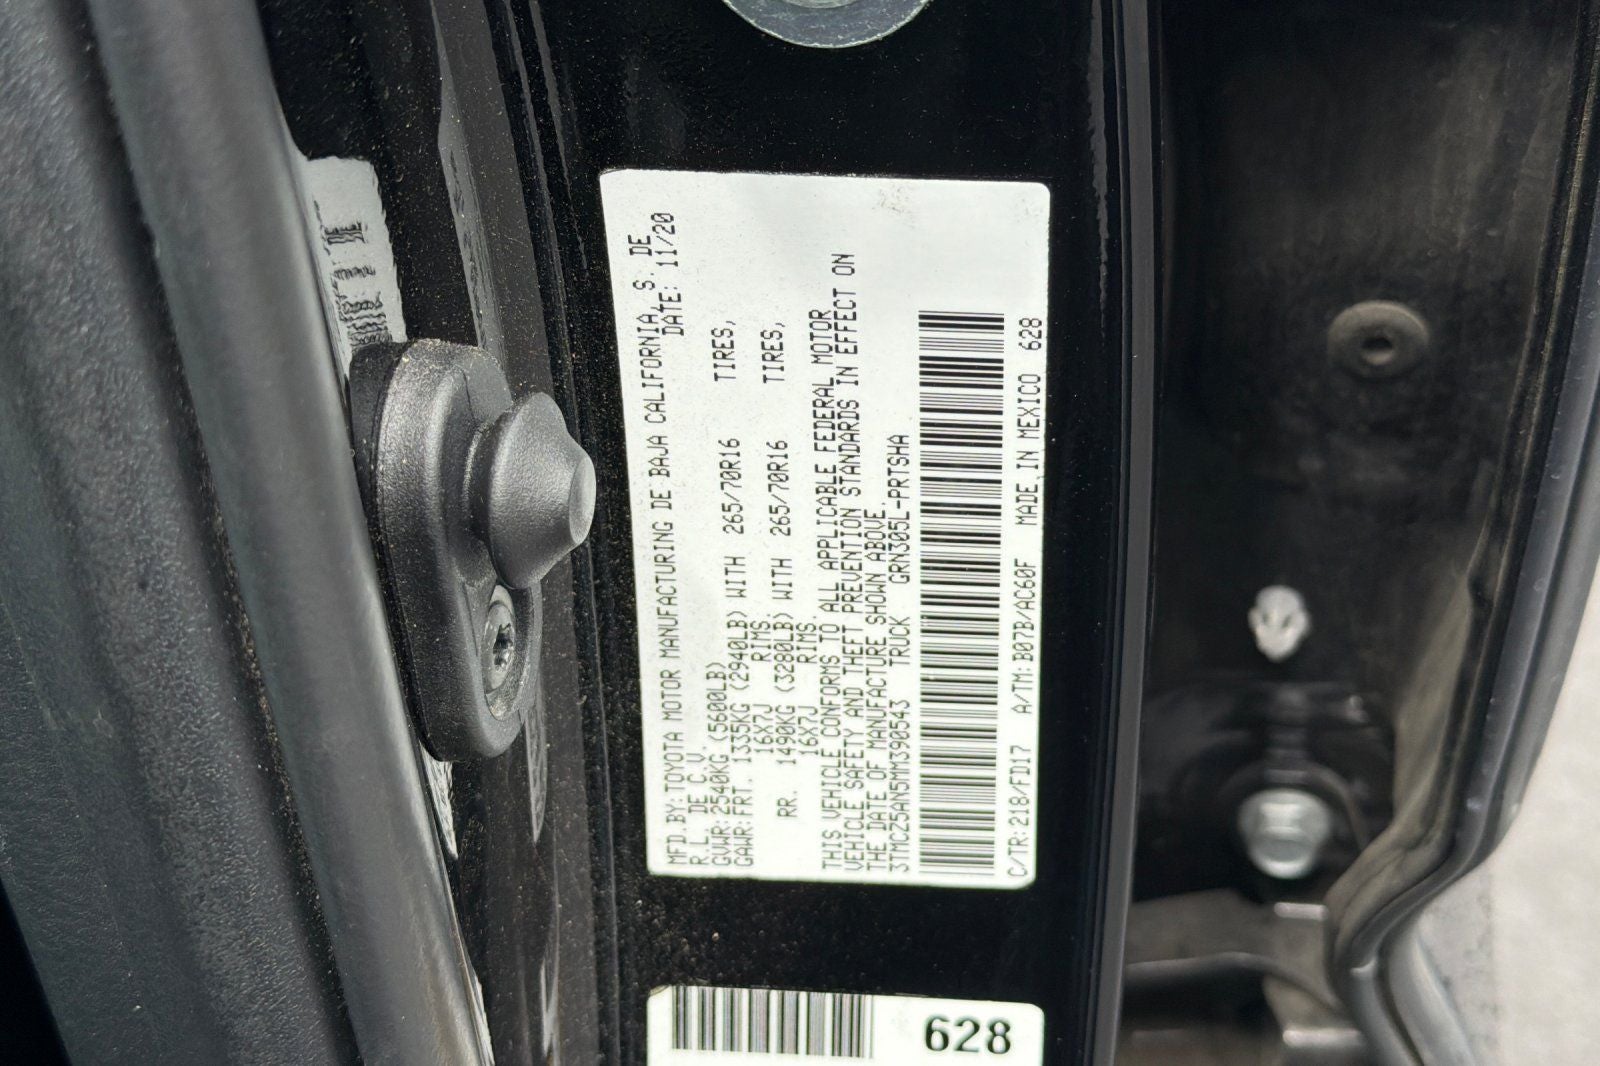 MFD.BY:TOYOTA MOTOR MANUFACTURING DE BAJA CALIFORNIA, S. DE
R.L. DE C.V. DATE: 11/20
GVWR:2540KG (5600LB)
GAWR:FRT. 1335KG (2940LB) WITH 265/70R16 TIRES,
16X7J RIMS.
RR. 1490KG (3280LB) WITH 265/70R16 TIRES,
16X7J RIMS.
THIS VEHICLE CONFORMS TO ALL APPLICABLE FEDERAL MOTOR
VEHICLE SAFETY AND THEFT PREVENTION STANDARDS IN EFFECT ON
THE DATE OF MANUFACTURE SHOWN ABOVE.
3TMCZ5AN5MM390543 TRUCK GRN305L-PRTSHA
C/TR:218/FD17 A/TM:B07B/AC60F MADE IN MEXICO 628
628